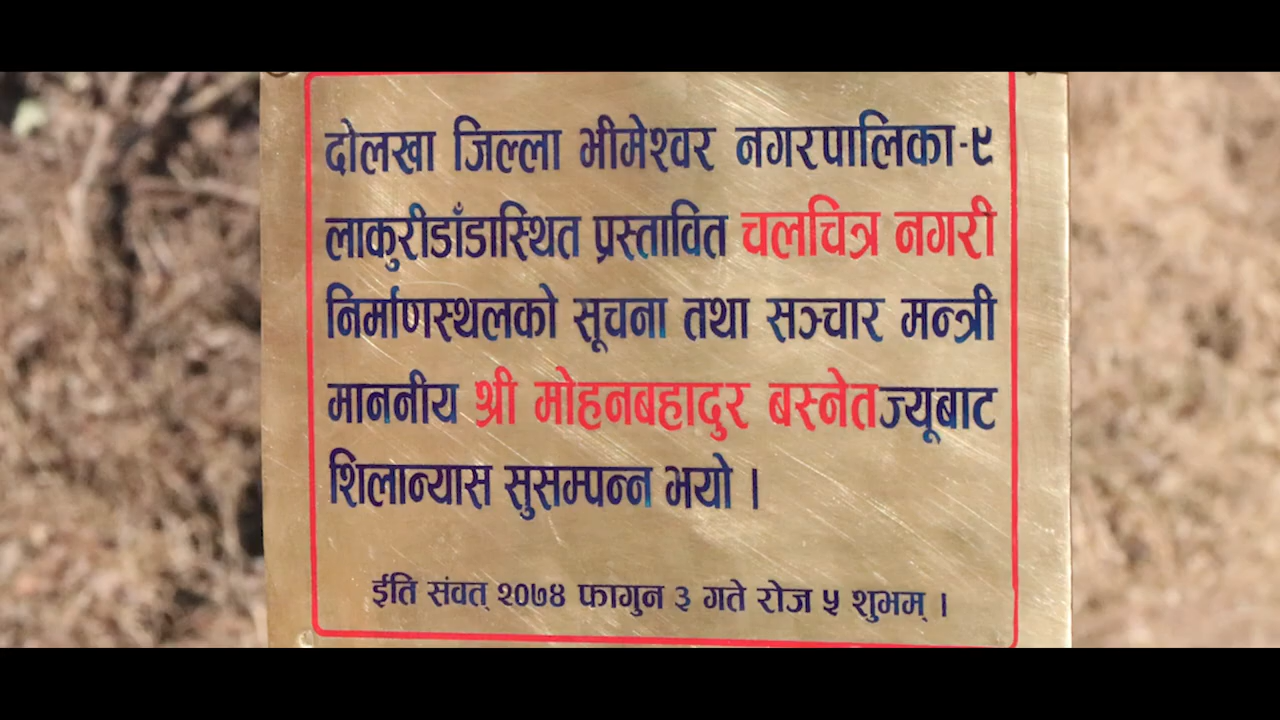 दोलखा जिल्ला भीमेश्वर नगरपालिका-९
लाकुरीडाँडास्थित प्रस्तावित चलचित्र नगरी
निर्माणस्थलको सूचना तथा सञ्चार मन्त्री
माननीय श्री मोहनबहादुर बस्नेतज्यूबाट
शिलान्यास सुसम्पन्न भयो ।
ईति संवत् २०७४ फागुन ३ गते रोज ५ शुभम् ।